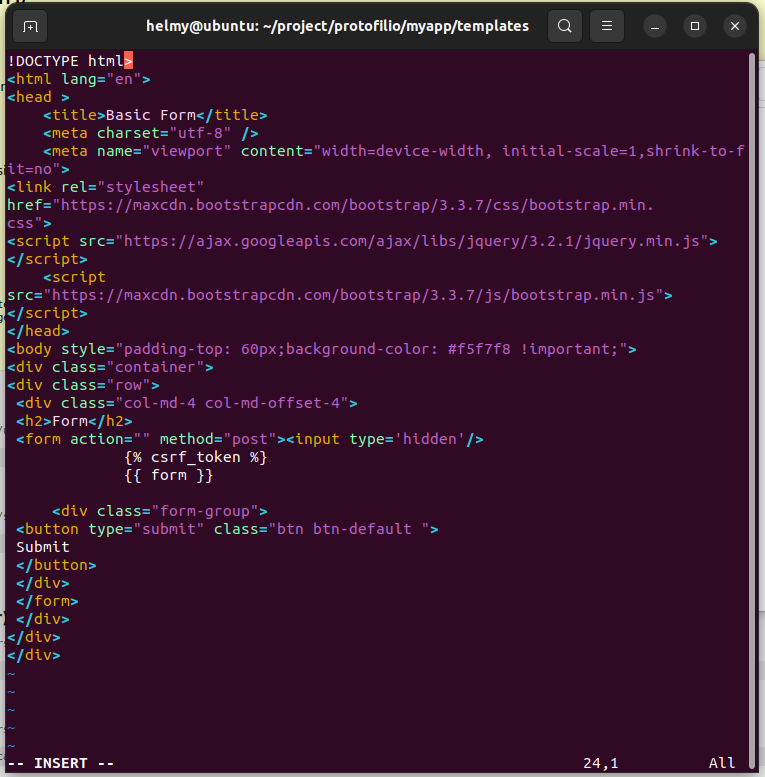 helmy@ubuntu: ~/project/protofilio/myapp/templates
!DOCTYPE html>
<html lang="en">
<head >
    <title>Basic Form</title>
    <meta charset="utf-8" />
    <meta name="viewport" content="width=device-width, initial-scale=1,shrink-to-f
it=no">
<link rel="stylesheet"
href="https://maxcdn.bootstrapcdn.com/bootstrap/3.3.7/css/bootstrap.min.
css">
<script src="https://ajax.googleapis.com/ajax/libs/jquery/3.2.1/jquery.min.js">
</script>
    <script
src="https://maxcdn.bootstrapcdn.com/bootstrap/3.3.7/js/bootstrap.min.js">
</script>
</head>
<body style="padding-top: 60px;background-color: #f5f7f8 !important;">
<div class="container">
<div class="row">
 <div class="col-md-4 col-md-offset-4">
 <h2>Form</h2>
 <form action="" method="post"><input type='hidden'/>
             {% csrf_token %}
             {{ form }}

     <div class="form-group">
 <button type="submit" class="btn btn-default ">
 Submit
 </button>
 </div>
 </form>
 </div>
</div>
</div>
~
~
~
~
~
-- INSERT --                                                    24,1          All